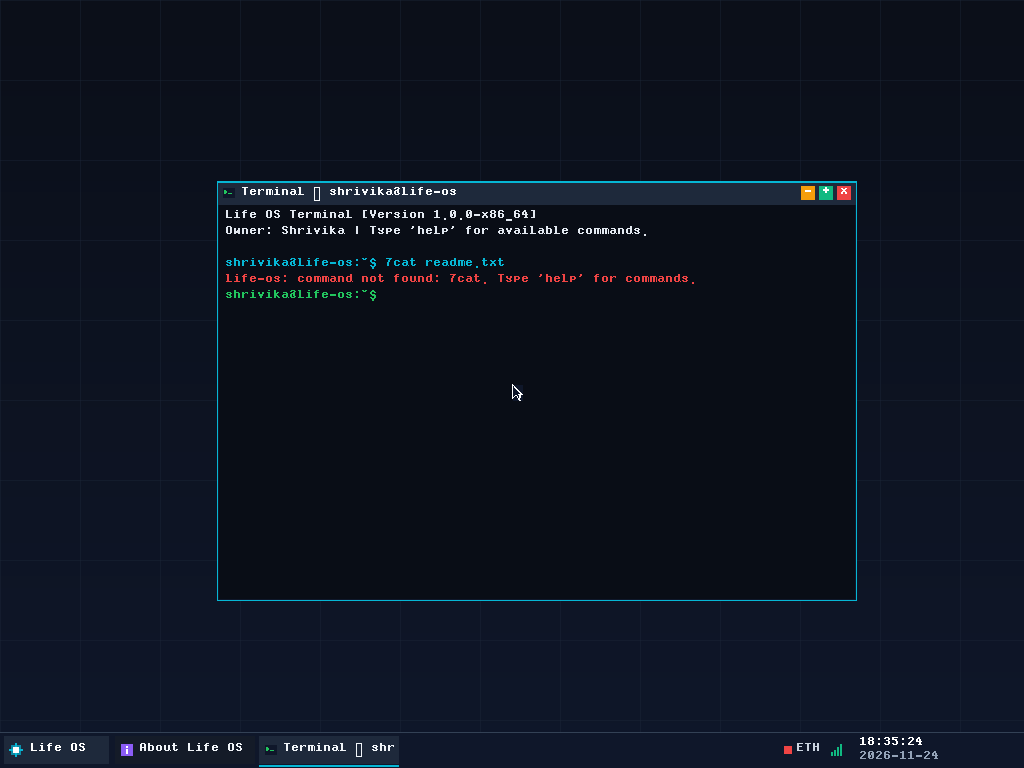 Terminal ▯ shrivika@life-os
Life OS Terminal [Version 1.0.0-x86_64]
Owner: Shrivika | Type 'help' for available commands.
shrivika@life-os:~$ 7cat readme.txt
life-os: command not found: 7cat. Type 'help' for commands.
shrivika@life-os:~$
Life OS
About Life OS
Terminal ▯ shr
ETH
18:35:24
2026-11-24